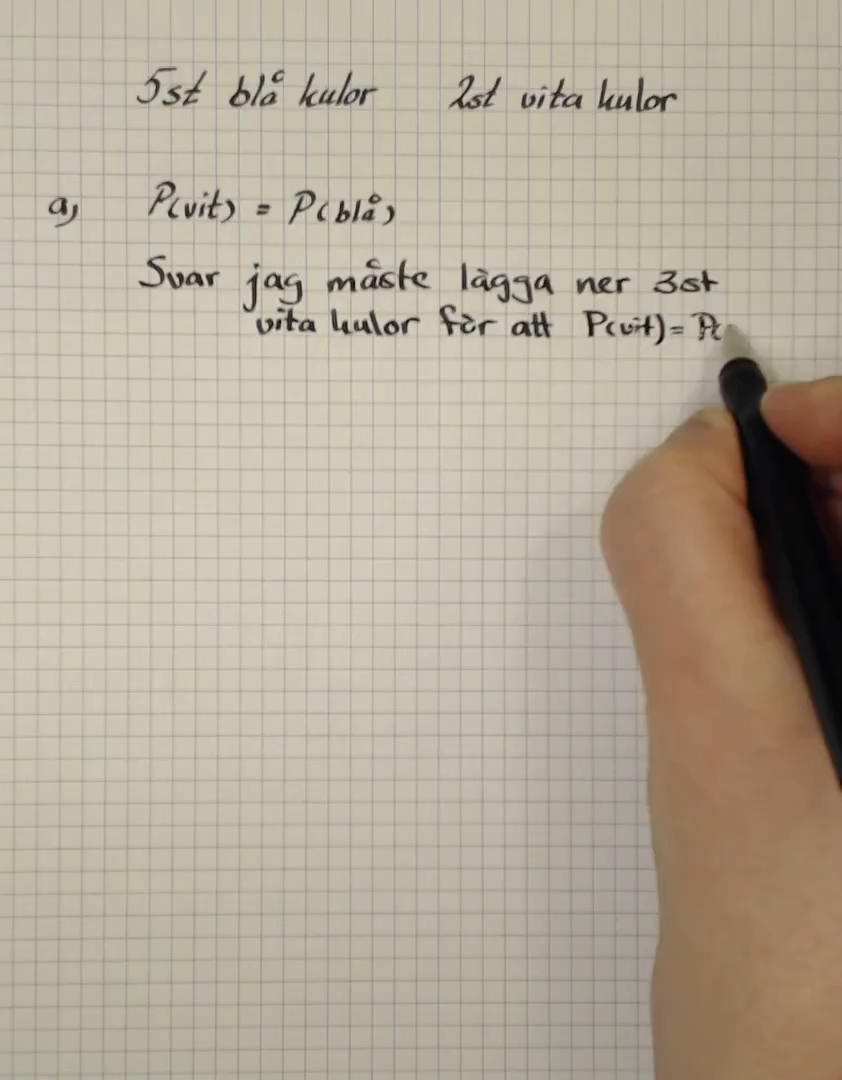 5st blå kulor 2st vita kulor
a) P(vit) = P(blå)
Svar jag måste lägga ner 3st
vita kulor för att P(vit) = P(